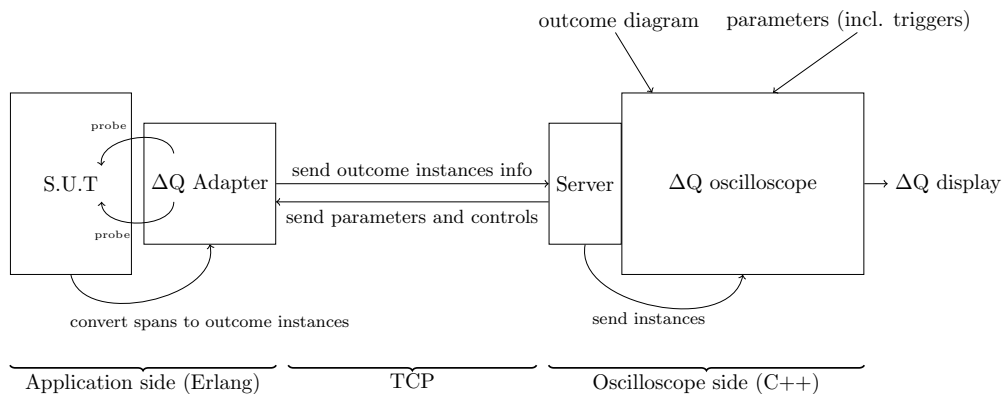 outcome diagram
parameters (incl. triggers)
probe
S.U.T
ΔQ Adapter
probe
send outcome instances info
send parameters and controls
Server
ΔQ oscilloscope
ΔQ display
convert spans to outcome instances
send instances
Application side (Erlang)
TCP
Oscilloscope side (C++)